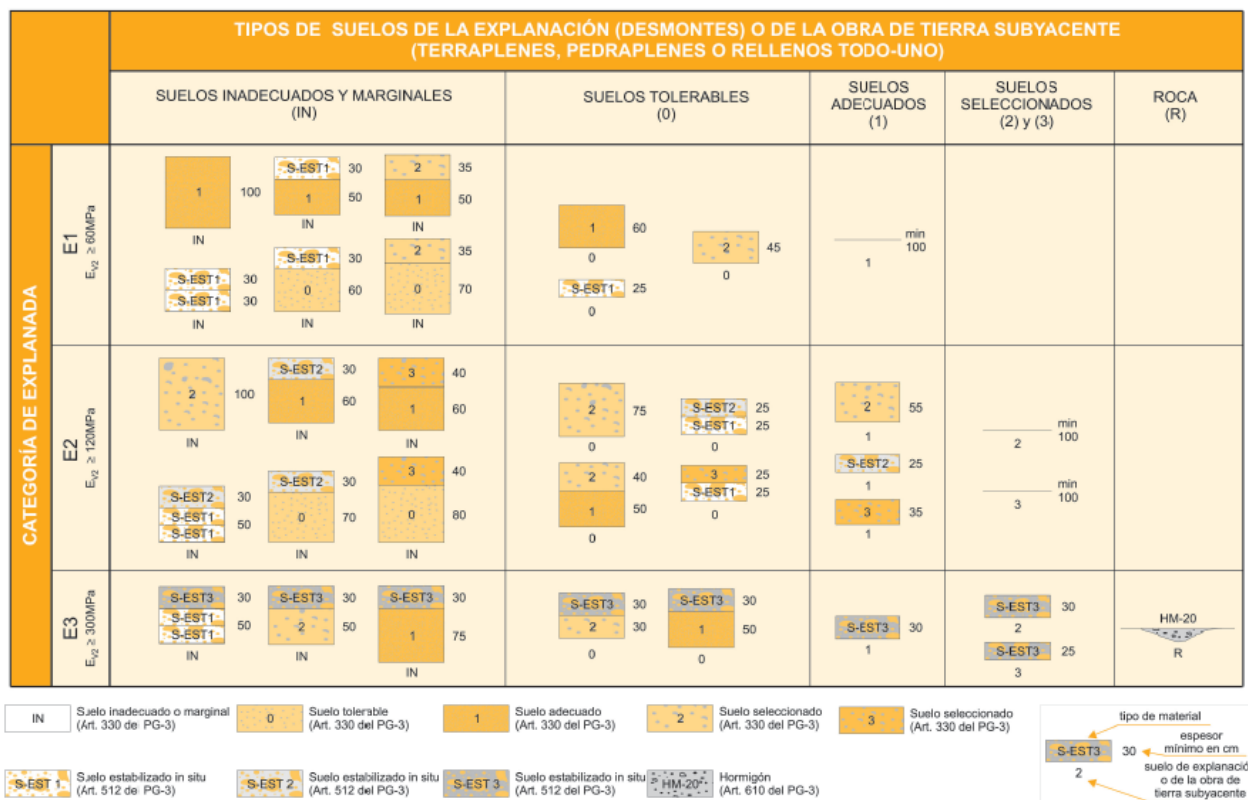 TIPOS DE SUELOS DE LA EXPLANACIÓN (DESMONTES) O DE LA OBRA DE TIERRA SUBYACENTE
(TERRAPLENES, PEDRAPLENES O RELLENOS TODO-UNO)
SUELOS INADECUADOS Y MARGINALES
(IN)
SUELOS TOLERABLES
(0)
SUELOS
ADECUADOS
(1)
SUELOS
SELECCIONADOS
(2) y (3)
ROCA
(R)
CATEGORÍA DE EXPLANADA
E1
EV2 ≥ 60MPa
1 100
IN
S-EST1 30
1 50
IN
2 35
1 50
IN
S-EST1 30
S-EST1 30
IN
S-EST1 30
0 60
IN
2 35
0 70
IN
1 60
0
2 45
0
S-EST1 25
0
min
100
1
E2
EV2 ≥ 120MPa
2 100
IN
S-EST2 30
1 60
IN
3 40
1 60
IN
S-EST2 30
S-EST1 50
S-EST1
IN
S-EST2 30
0 70
IN
3 40
0 80
IN
2 75
0
S-EST2 25
S-EST1 25
0
2 40
1 50
0
3 25
S-EST1 25
0
2 55
1
S-EST2 25
1
3 35
1
min
100
2
min
100
3
E3
EV2 ≥ 300MPa
S-EST3 30
S-EST1 50
S-EST1
IN
S-EST3 30
2 50
IN
S-EST3 30
1 75
IN
S-EST3 30
2 30
0
S-EST3 30
1 50
0
S-EST3 30
1
S-EST3 30
2
S-EST3 25
3
HM-20
R
IN Suelo inadecuado o marginal
(Art. 330 del PG-3)
0 Suelo tolerable
(Art. 330 del PG-3)
1 Suelo adecuado
(Art. 330 del PG-3)
2 Suelo seleccionado
(Art. 330 del PG-3)
3 Suelo seleccionado
(Art. 330 del PG-3)
S-EST 1 Suelo estabilizado in situ
(Art. 512 de PG-3)
S-EST 2 Suelo estabilizado in situ
(Art. 512 del PG-3)
S-EST 3 Suelo estabilizado in situ
(Art. 512 del PG-3)
HM-20 Hormigón
(Art. 610 del PG-3)
tipo de material
espesor
mínimo en cm
S-EST3 30
2
suelo de explanació
o de la obra de
tierra subyacente